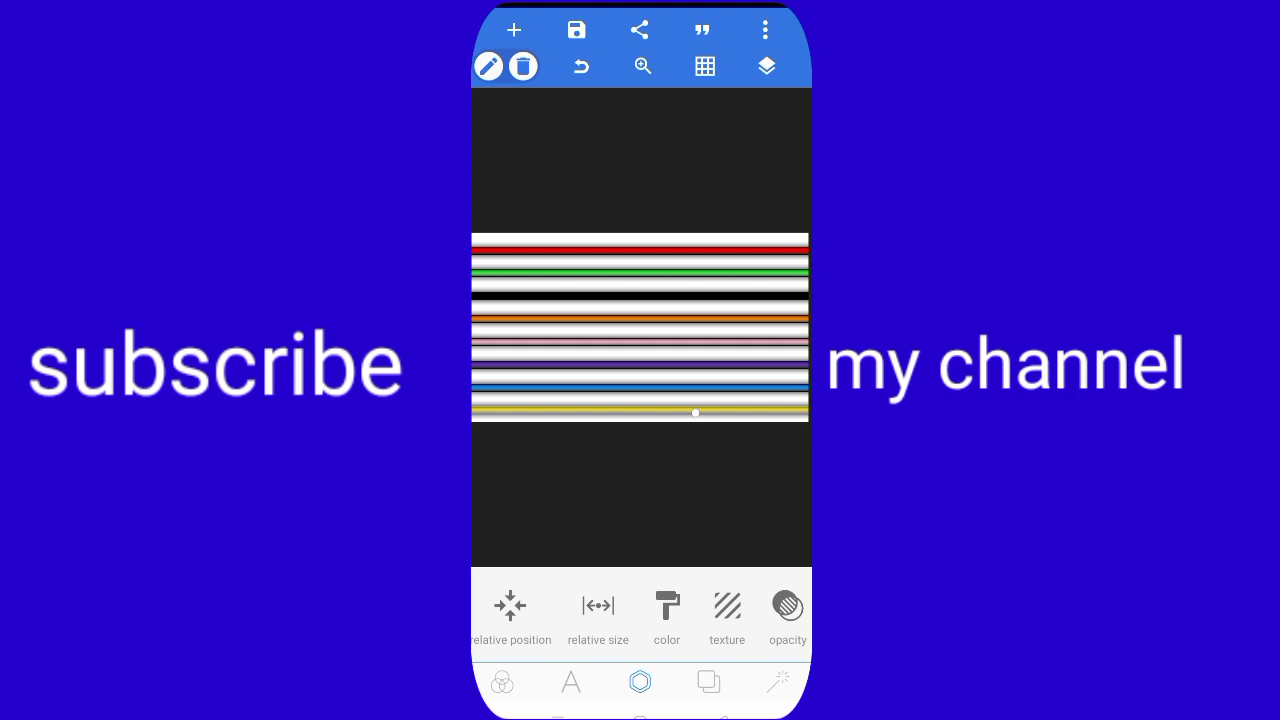 subscribe
my channel
relative position
relative size
color
texture
opacity